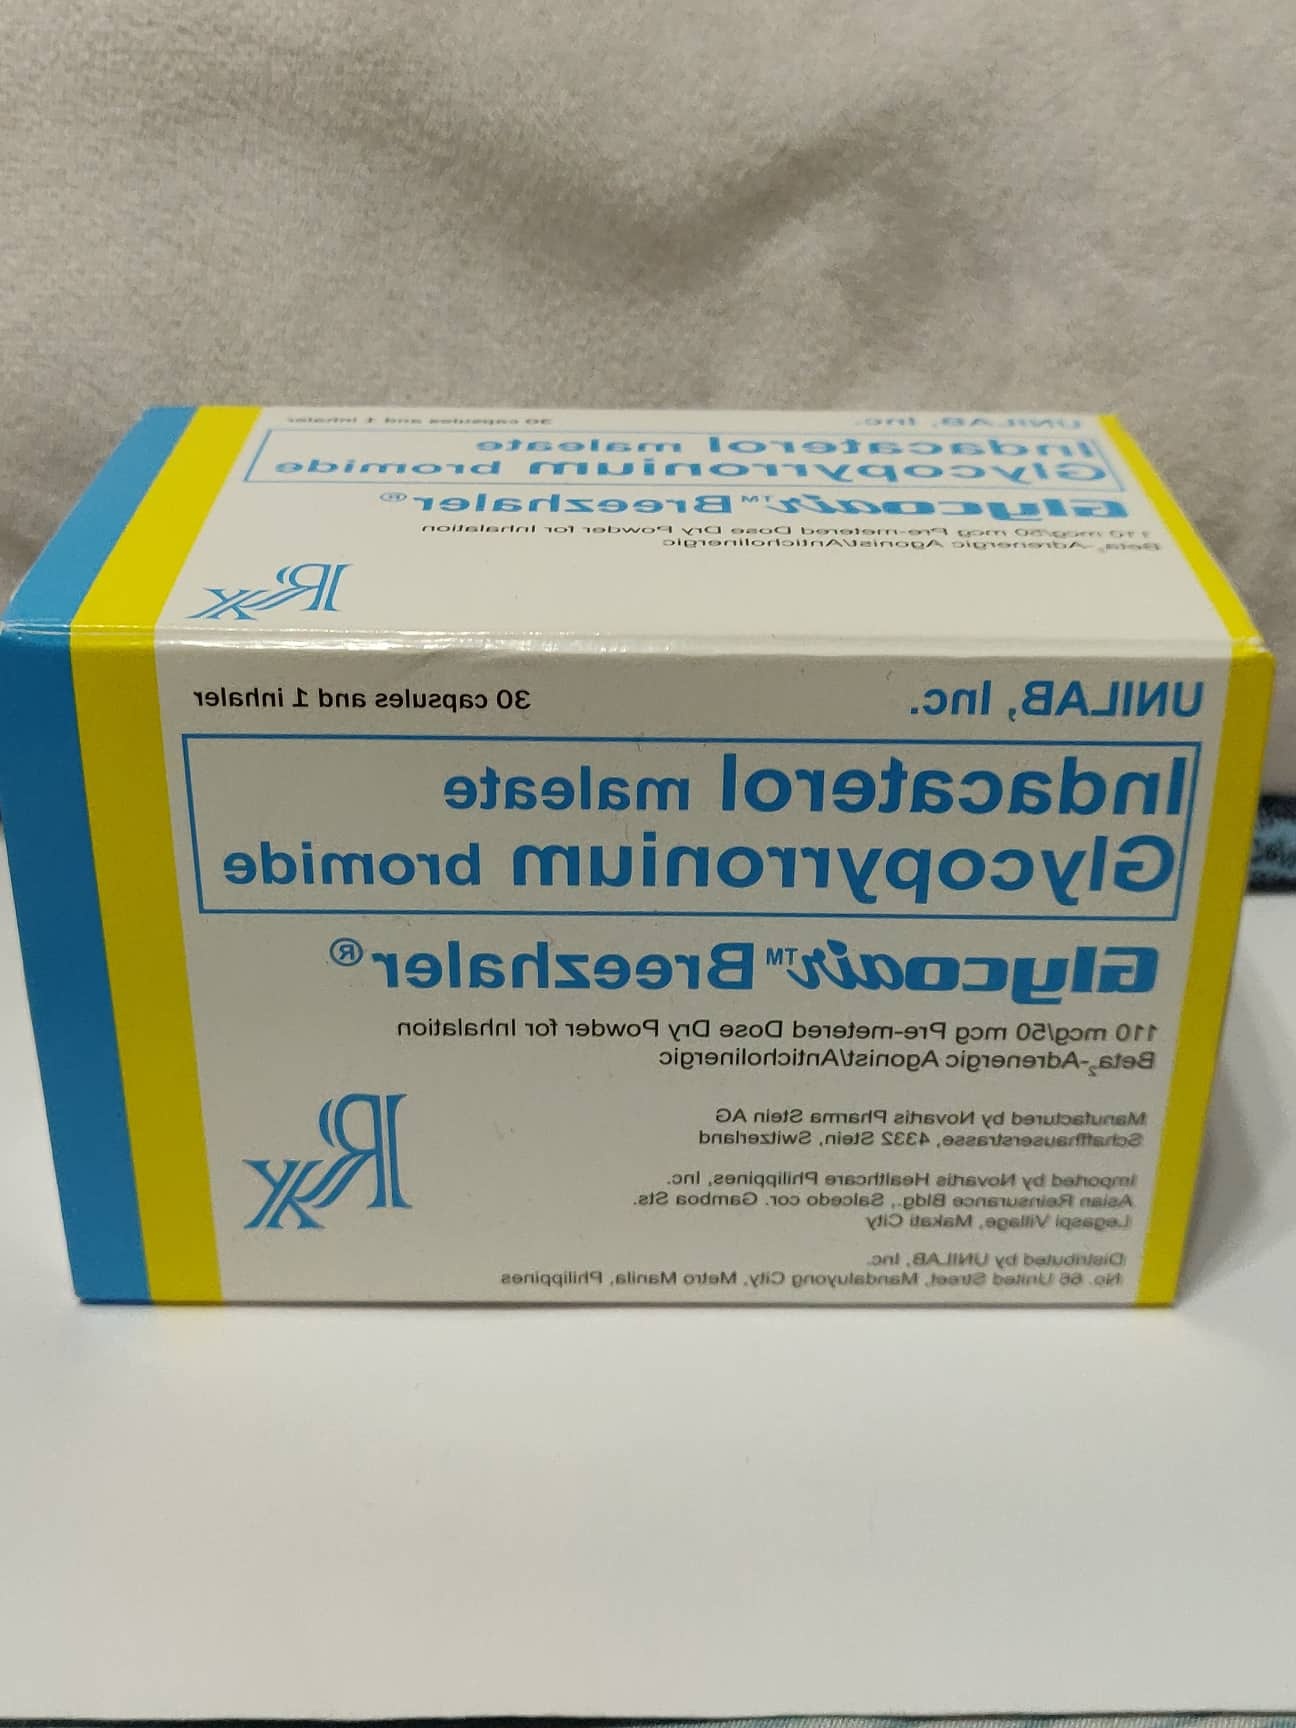 UNILAB, Inc.
30 capsules and 1 inhaler
Indacaterol maleate
Glycopyrronium bromide
Glycoair™ Breezhaler®
110 mcg/50 mcg Pre-metered Dose Dry Powder for Inhalation
Beta₂-Adrenergic Agonist/Anticholinergic
Rx
UNILAB, Inc.
30 capsules and 1 inhaler
Indacaterol maleate
Glycopyrronium bromide
Glycoair™ Breezhaler®
110 mcg/50 mcg Pre-metered Dose Dry Powder for Inhalation
Beta₂-Adrenergic Agonist/Anticholinergic
Manufactured by Novartis Pharma Stein AG
Schaffhauserstrasse, 4332 Stein, Switzerland
Imported by Novartis Healthcare Philippines, Inc.
Asian Reinsurance Bldg., Salcedo cor. Gamboa Sts.
Legaspi Village, Makati City
Distributed by UNILAB, Inc.
No. 66 United Street, Mandaluyong City, Metro Manila, Philippines
Rx